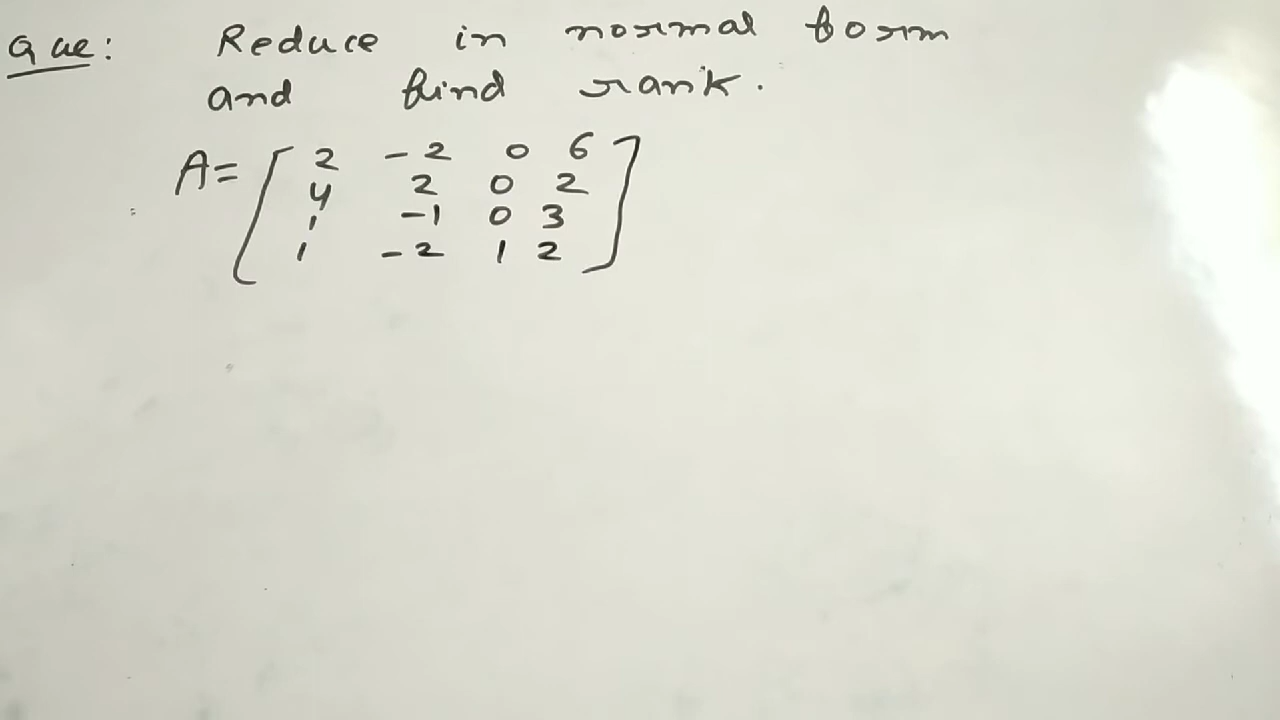 Que: Reduce in normal form
and find rank.
A= [ 2 -2 0 6
4 2 0 2
1 -1 0 3
1 -2 1 2 ]